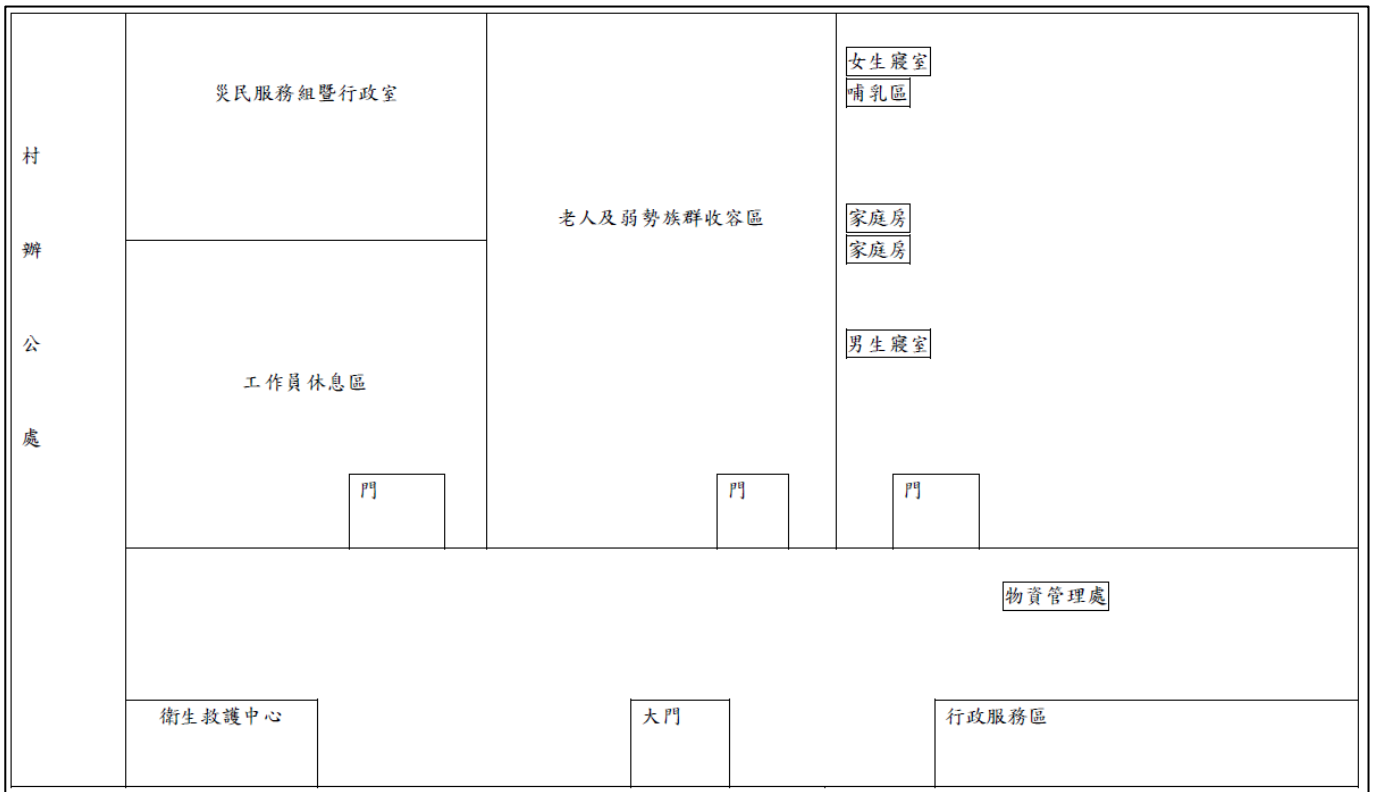 村
辦
公
處
災民服務組暨行政室
工作員休息區
門
老人及弱勢族群收容區
門
女生寢室
哺乳區
家庭房
家庭房
男生寢室
門
物資管理處
衛生救護中心
大門
行政服務區